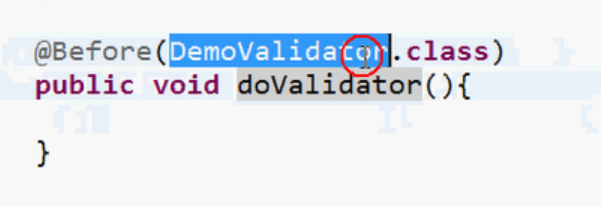 @Before(DemoValidator.class)
public void doValidator(){
}